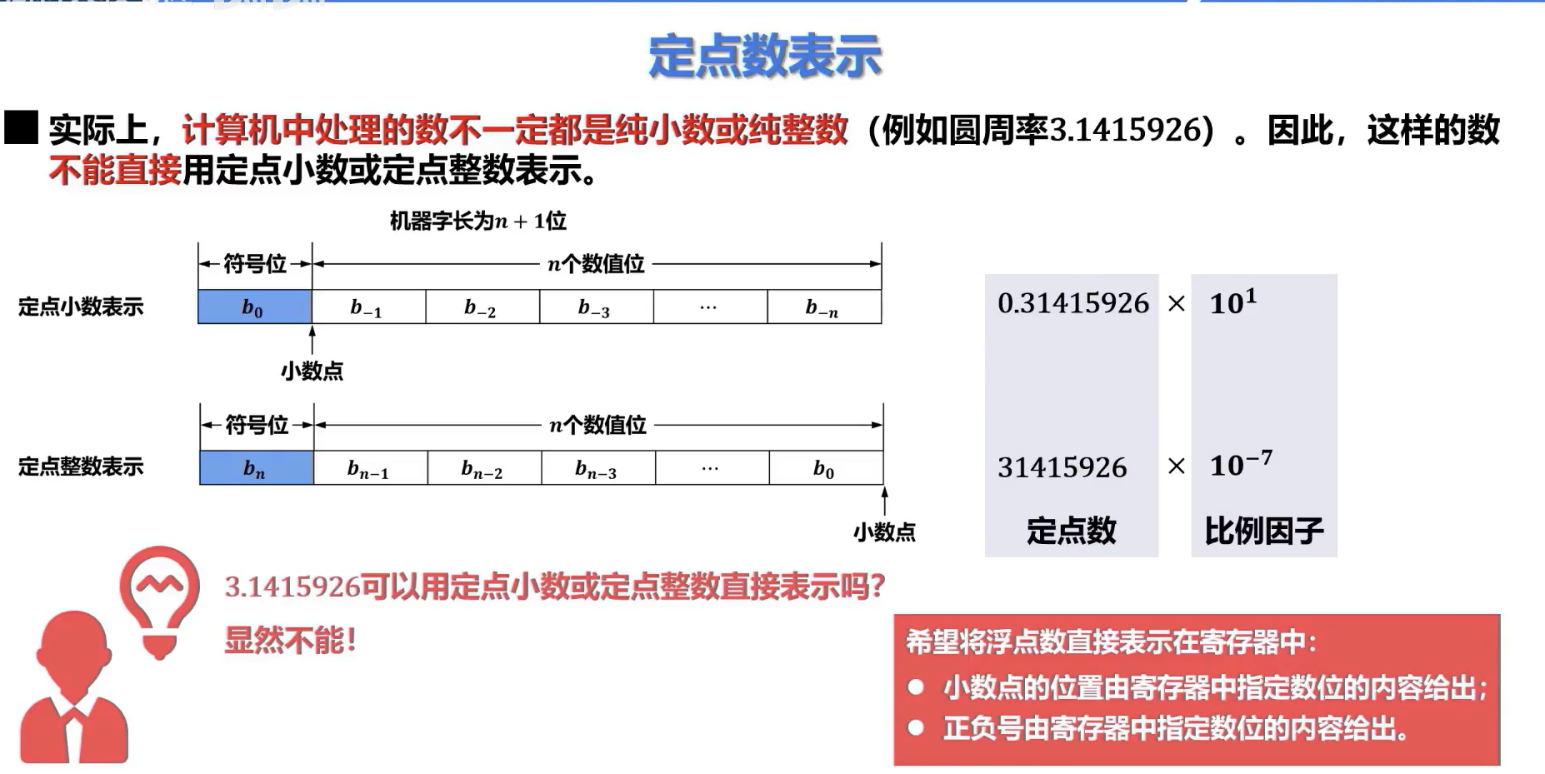 定点数表示
实际上，计算机中处理的数不一定都是纯小数或纯整数（例如圆周率3.1415926）。因此，这样的数
不能直接用定点小数或定点整数表示。
机器字长为n + 1位
符号位 n个数值位
定点小数表示 b₀ b₋₁ b₋₂ b₋₃ ⋯ b₋ₙ
小数点
0.31415926 × 10¹
符号位 n个数值位
定点整数表示 bₙ bₙ₋₁ bₙ₋₂ bₙ₋₃ ⋯ b₀
小数点
31415926 × 10⁻⁷
定点数 比例因子
3.1415926可以用定点小数或定点整数直接表示吗？
显然不能！
希望将浮点数直接表示在寄存器中：
● 小数点的位置由寄存器中指定数位的内容给出；
● 正负号由寄存器中指定数位的内容给出。